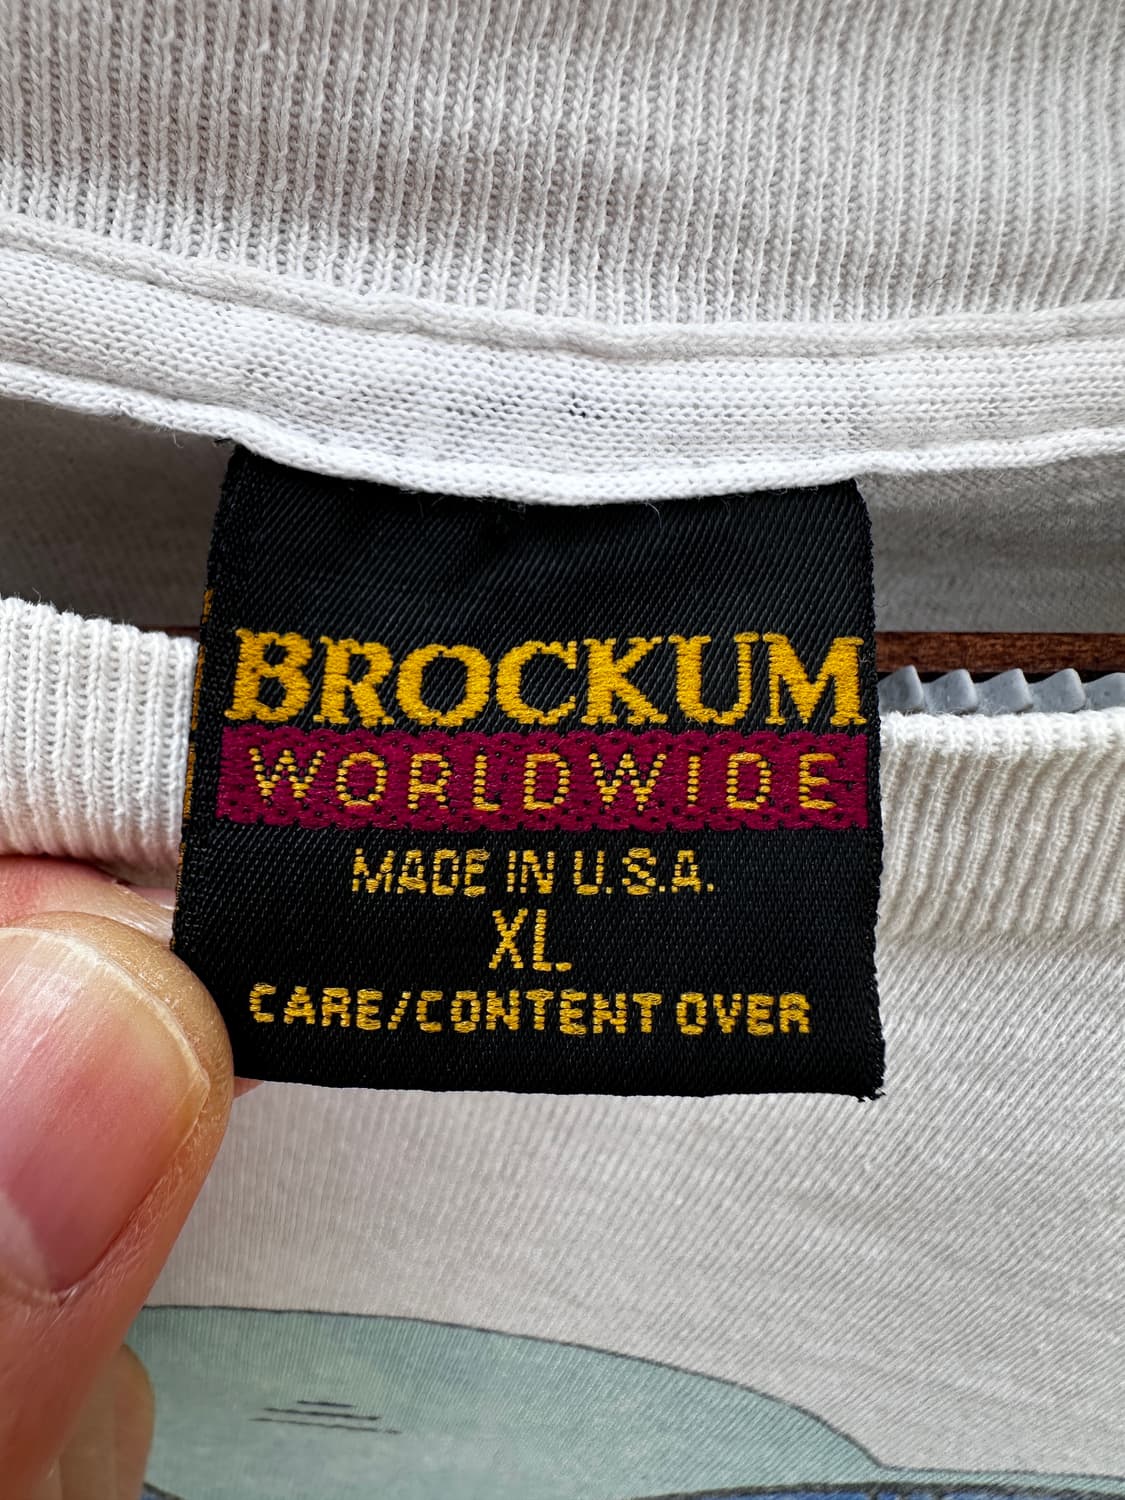 BROCKUM
WORLDWIDE
MADE IN U.S.A.
XL
CARE/CONTENT OVER